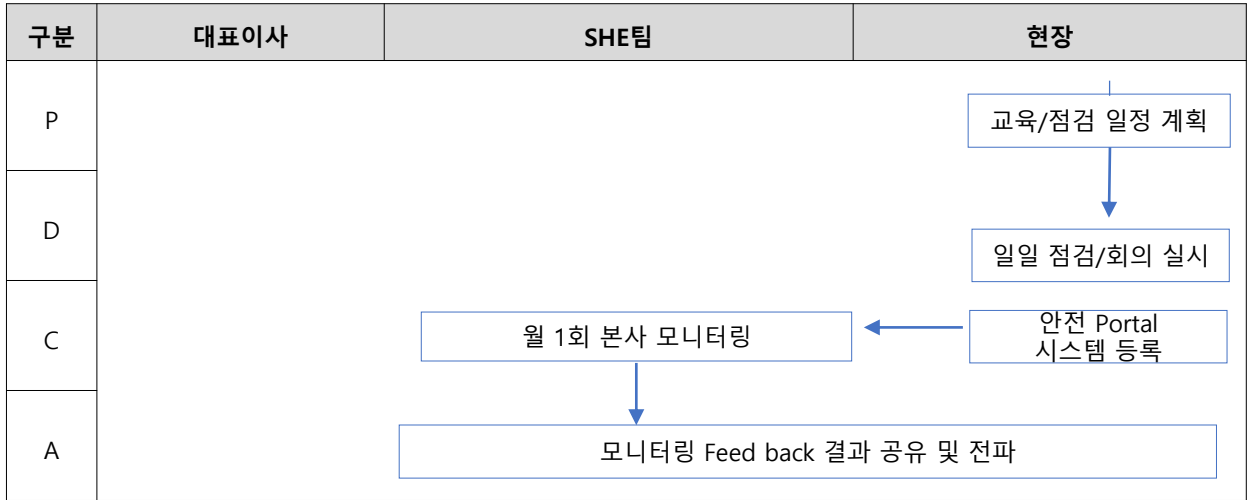 구분 대표이사 SHE팀 현장
P 교육/점검 일정 계획
D 일일 점검/회의 실시
C 월 1회 본사 모니터링 안전 Portal
시스템 등록
A 모니터링 Feed back 결과 공유 및 전파